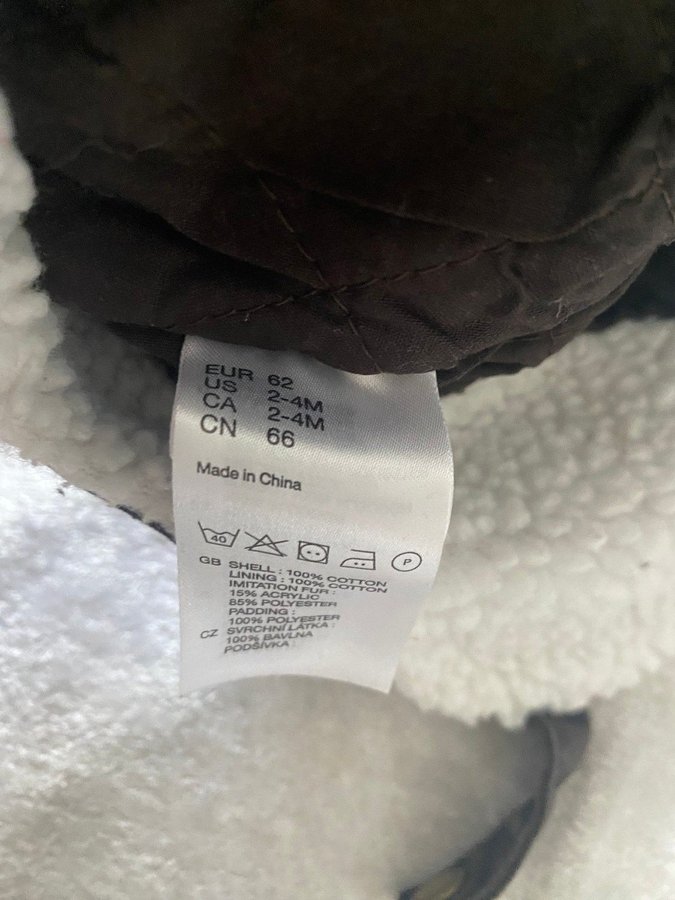 EUR 62
US 2-4M
CA 2-4M
CN 66
Made in China
40 P
GB SHELL : 100% COTTON
LINING : 100% COTTON
IMITATION FUR :
15% ACRYLIC
85% POLYESTER
PADDING :
100% POLYESTER
CZ SVRCHNÍ LÁTKA :
100% BAVLNA
PODŠÍVKA :